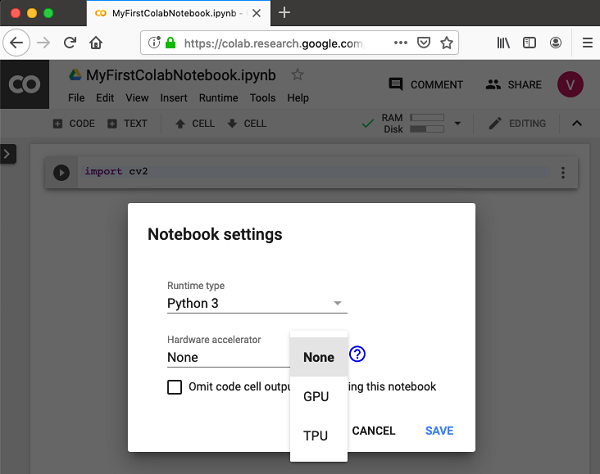 MyFirstColabNotebook.ipynb -
https://colab.research.google.com
CO MyFirstColabNotebook.ipynb
COMMENT SHARE V
File Edit View Insert Runtime Tools Help
CODE TEXT CELL CELL RAM
Disk EDITING
import cv2
Notebook settings
Runtime type
Python 3
Hardware accelerator
None
None
Omit code cell outpu ing this notebook
GPU
TPU
CANCEL SAVE